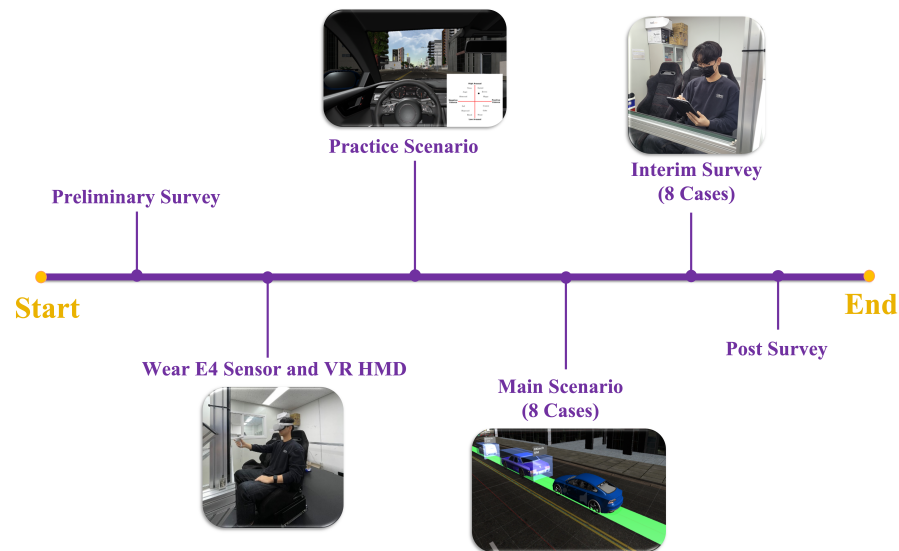 Practice Scenario
Interim Survey
(8 Cases)
Preliminary Survey
Start
End
Wear E4 Sensor and VR HMD
Main Scenario
(8 Cases)
Post Survey